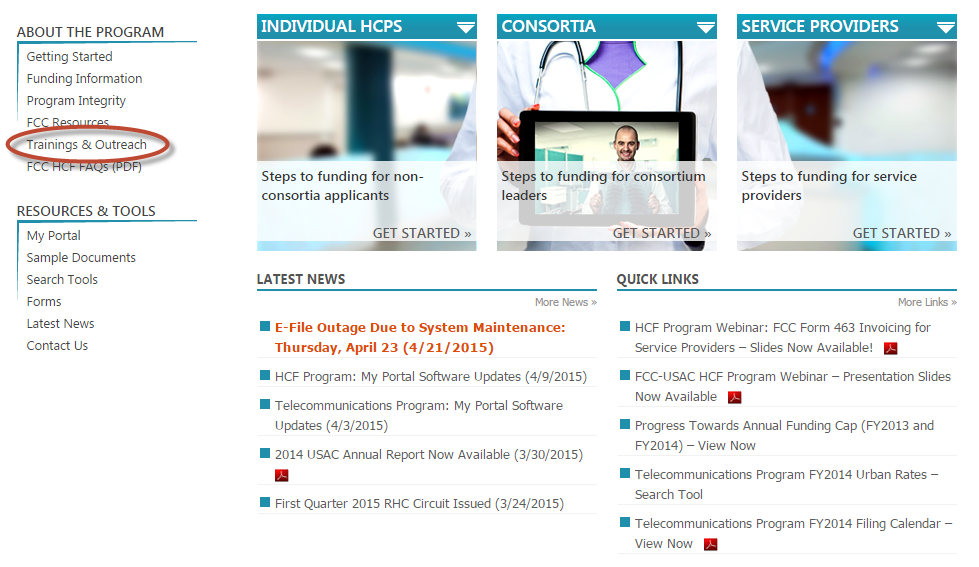 ABOUT THE PROGRAM
Getting Started
Funding Information
Program Integrity
FCC Resources
Trainings & Outreach
FCC HCF FAQs (PDF)
RESOURCES & TOOLS
My Portal
Sample Documents
Search Tools
Forms
Latest News
Contact Us
INDIVIDUAL HCPS
Steps to funding for non-
consortia applicants
GET STARTED »
CONSORTIA
Steps to funding for consortium
leaders
GET STARTED »
SERVICE PROVIDERS
Steps to funding for service
providers
GET STARTED »
LATEST NEWS
More News »
E-File Outage Due to System Maintenance:
Thursday, April 23 (4/21/2015)
HCF Program: My Portal Software Updates (4/9/2015)
Telecommunications Program: My Portal Software
Updates (4/3/2015)
2014 USAC Annual Report Now Available (3/30/2015)
First Quarter 2015 RHC Circuit Issued (3/24/2015)
QUICK LINKS
More Links »
HCF Program Webinar: FCC Form 463 Invoicing for
Service Providers – Slides Now Available!
FCC-USAC HCF Program Webinar – Presentation Slides
Now Available
Progress Towards Annual Funding Cap (FY2013 and
FY2014) – View Now
Telecommunications Program FY2014 Urban Rates –
Search Tool
Telecommunications Program FY2014 Filing Calendar –
View Now